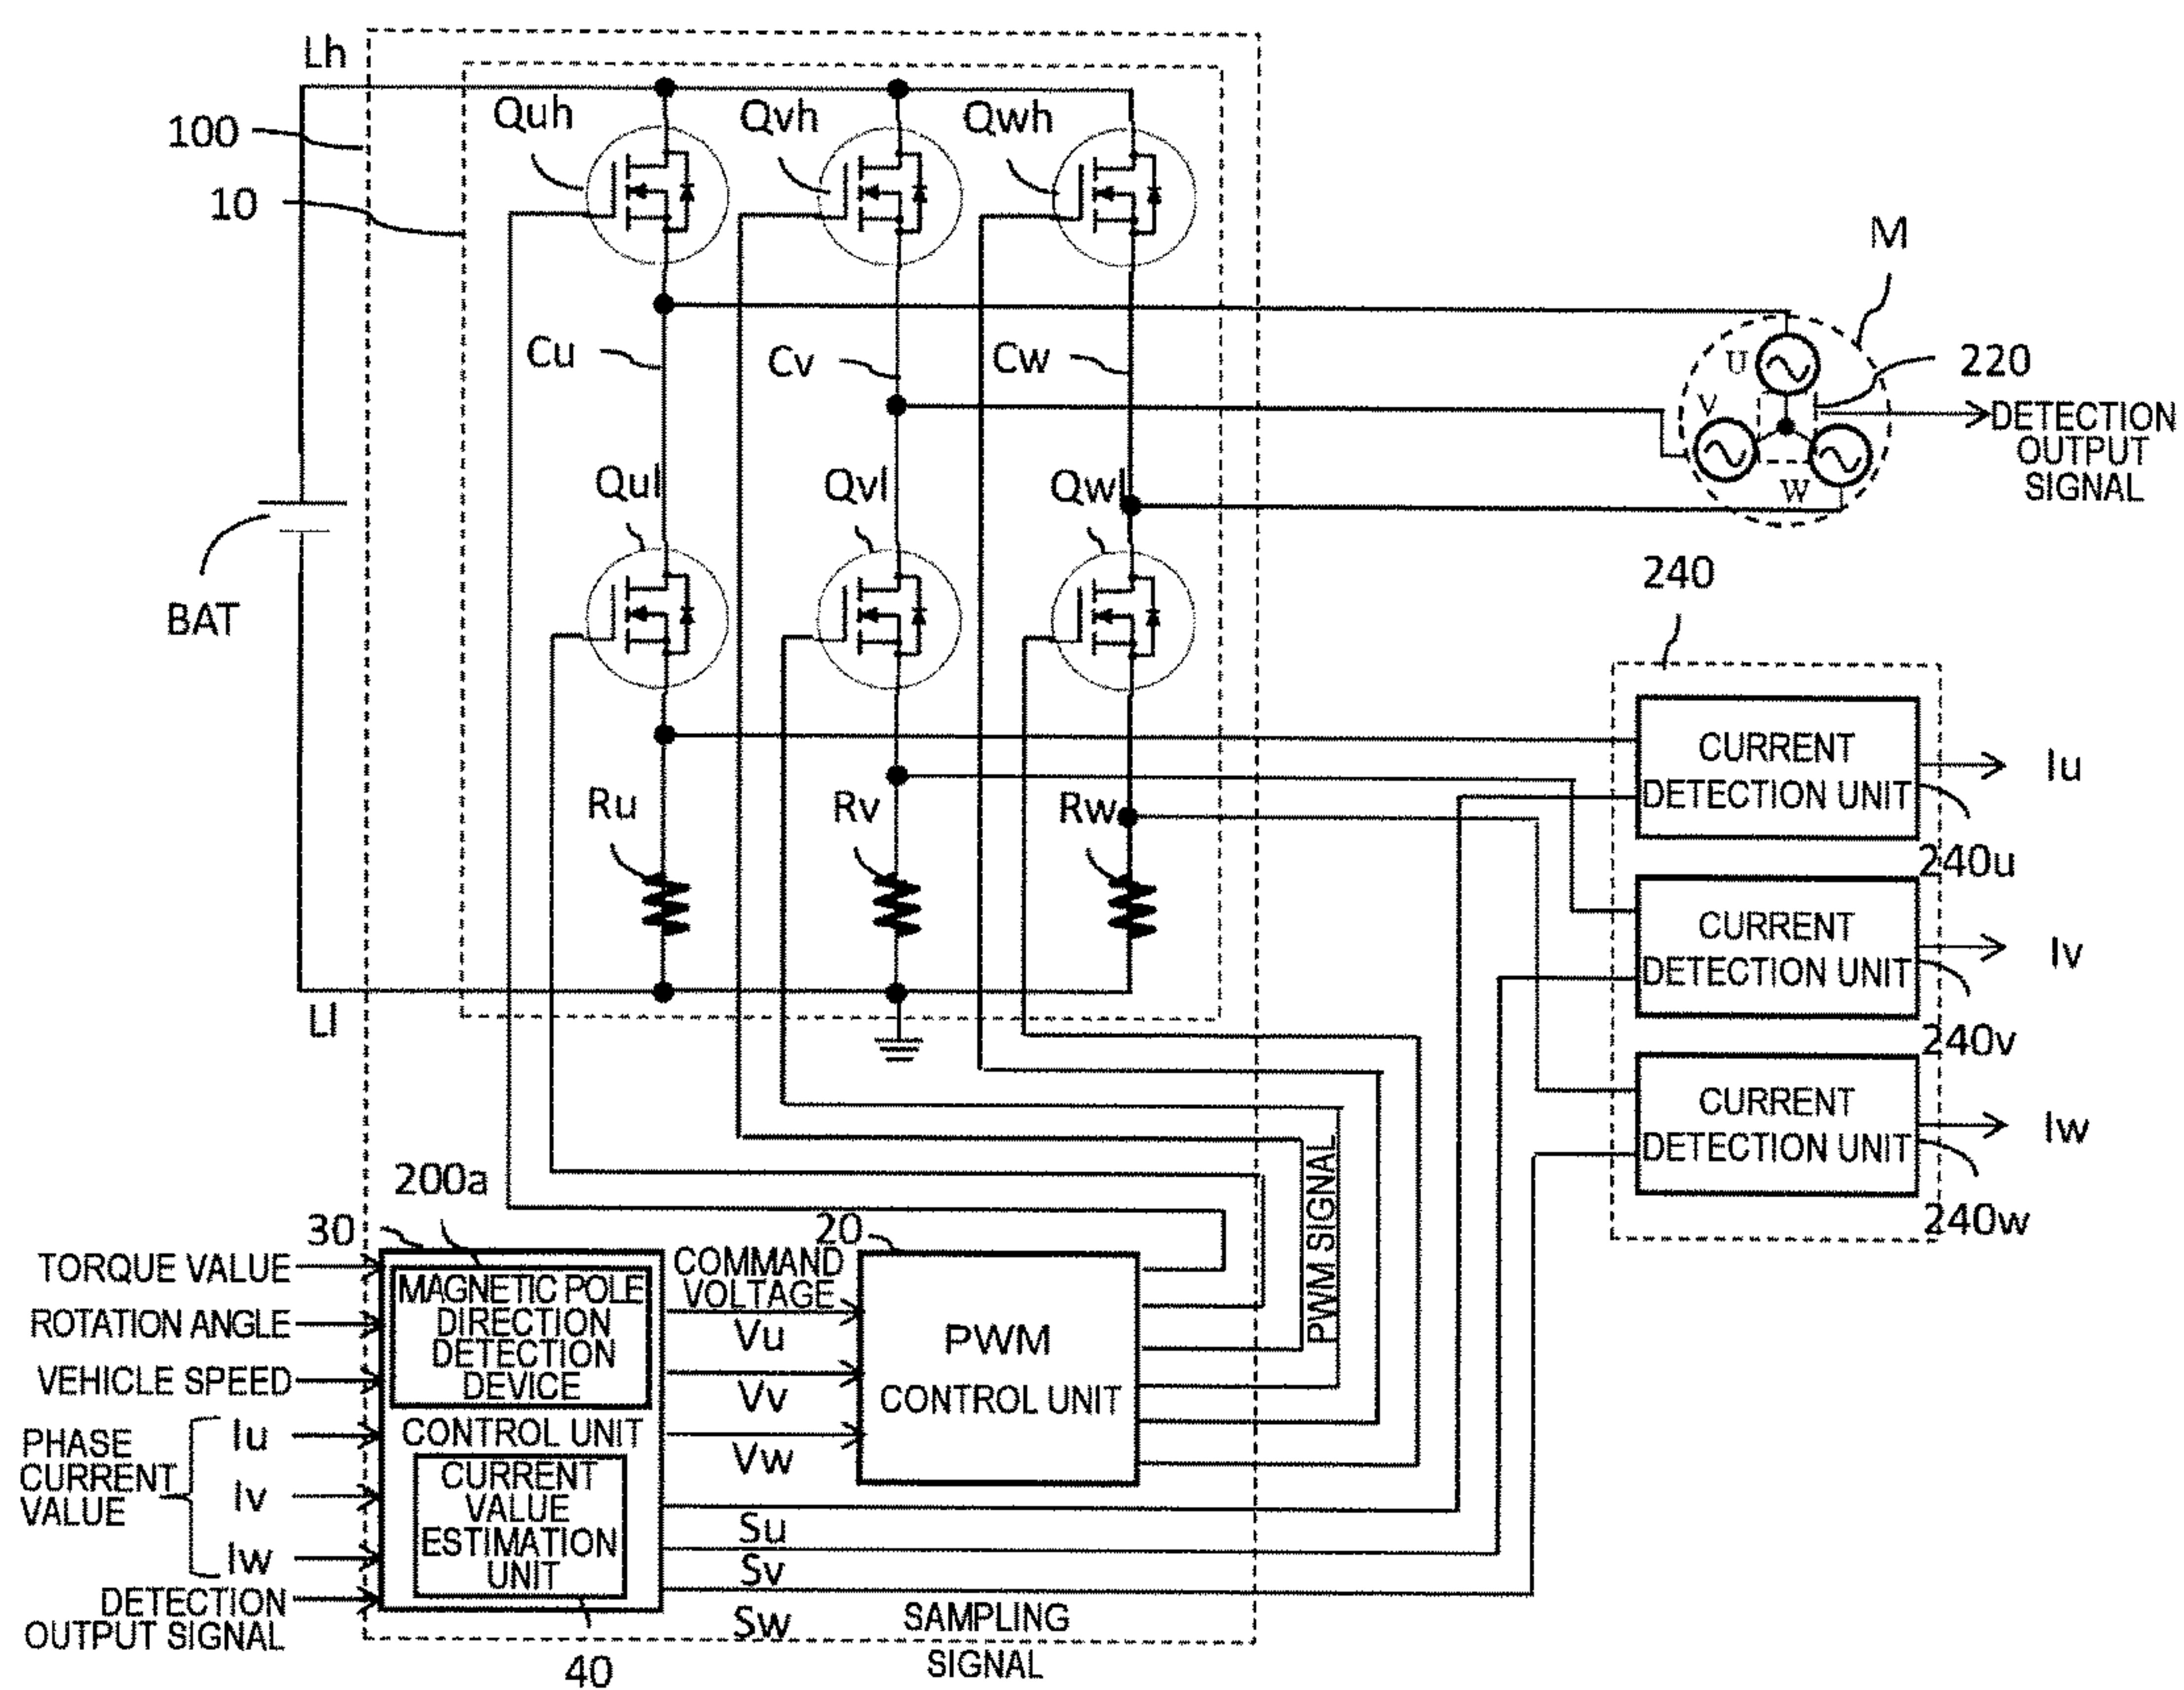 Lh
100
10
Quh
Qvh
Qwh
M
Cu
Cv
Cw
U
V
W
220
DETECTION
OUTPUT
SIGNAL
Qul
Qvl
Qwl
BAT
240
CURRENT
DETECTION UNIT
Iu
240u
Ru
Rv
Rw
CURRENT
DETECTION UNIT
Iv
240v
Ll
CURRENT
DETECTION UNIT
Iw
240w
PWM SIGNAL
200a
30
20
TORQUE VALUE
ROTATION ANGLE
VEHICLE SPEED
PHASE
CURRENT
VALUE
Iu
Iv
Iw
DETECTION
OUTPUT SIGNAL
MAGNETIC POLE
DIRECTION
DETECTION
DEVICE
CONTROL UNIT
CURRENT
VALUE
ESTIMATION
UNIT
40
COMMAND
VOLTAGE
Vu
Vv
Vw
PWM
CONTROL UNIT
Su
Sv
Sw
SAMPLING
SIGNAL